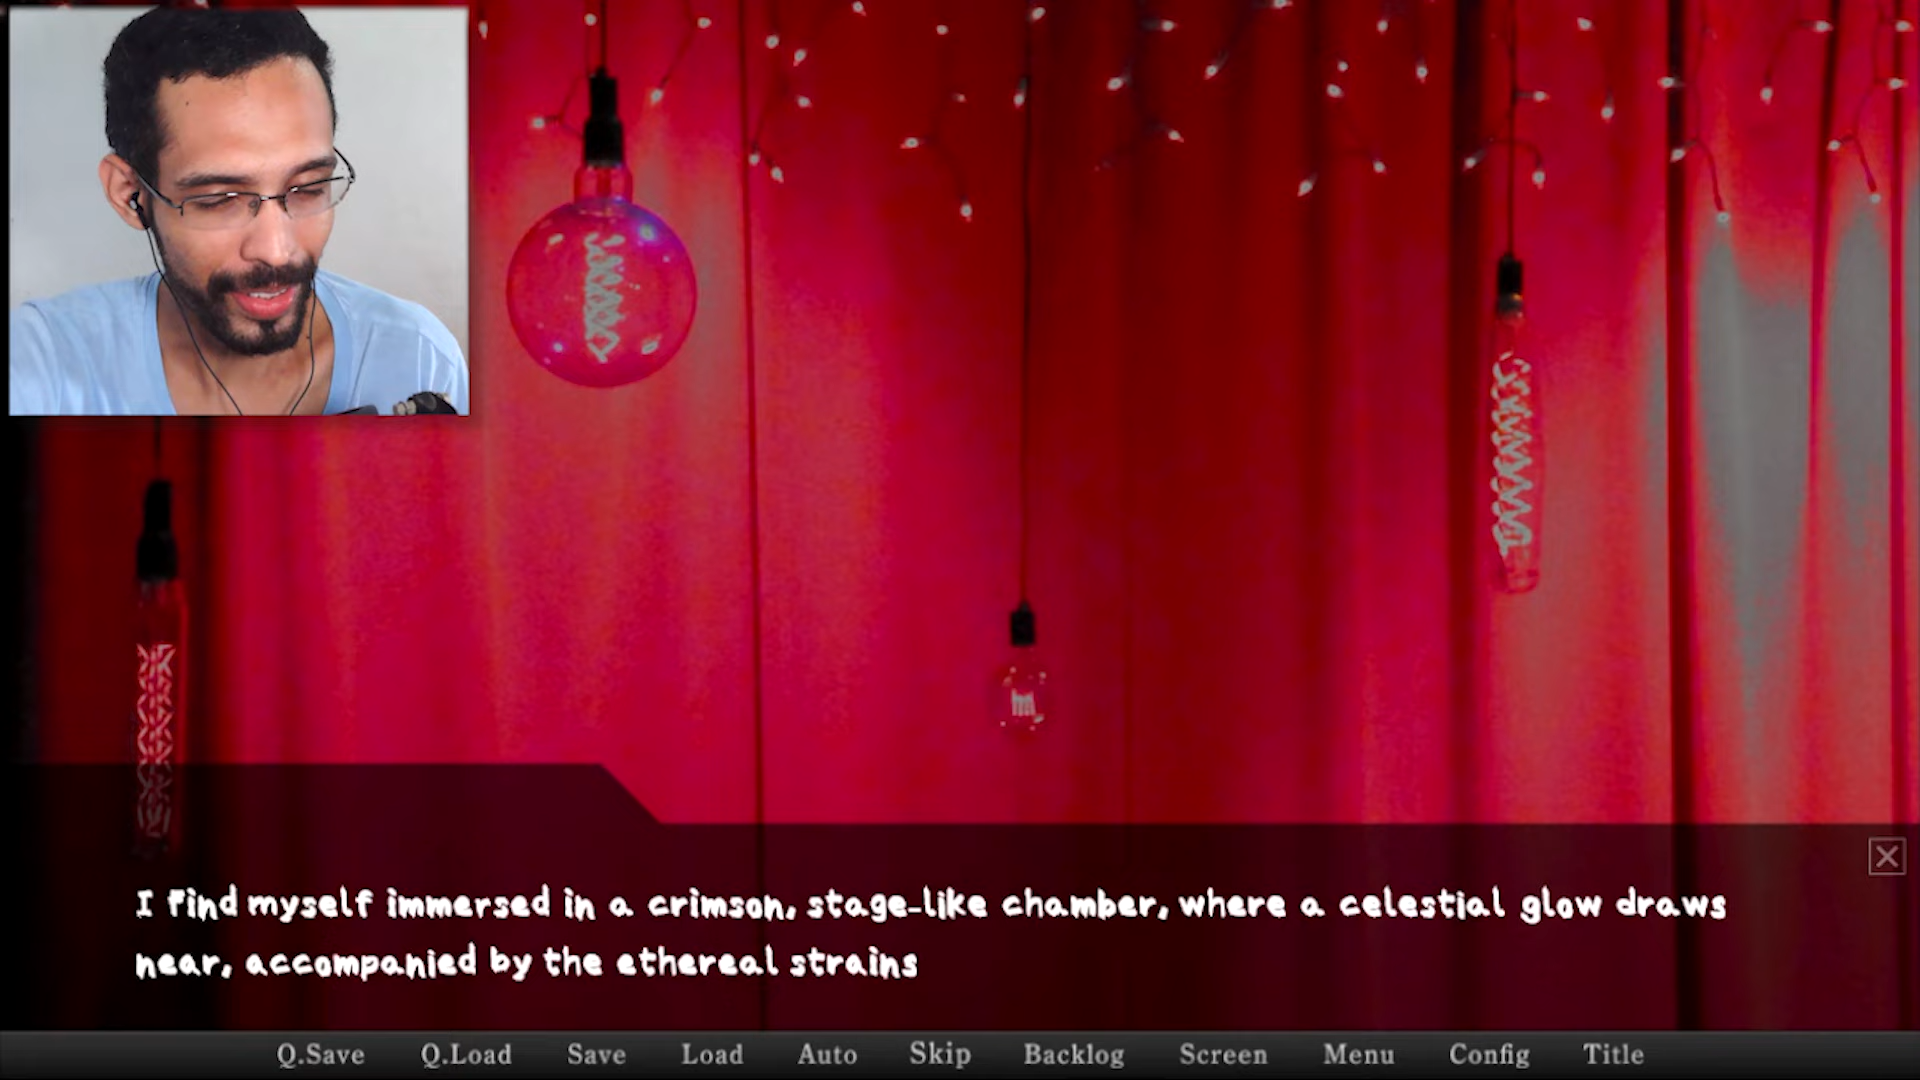 I find myself immersed in a crimson, stage-like chamber, where a celestial glow draws
near, accompanied by the ethereal strains
Q.Save Q.Load Save Load Auto Skip Backlog Screen Menu Config Title